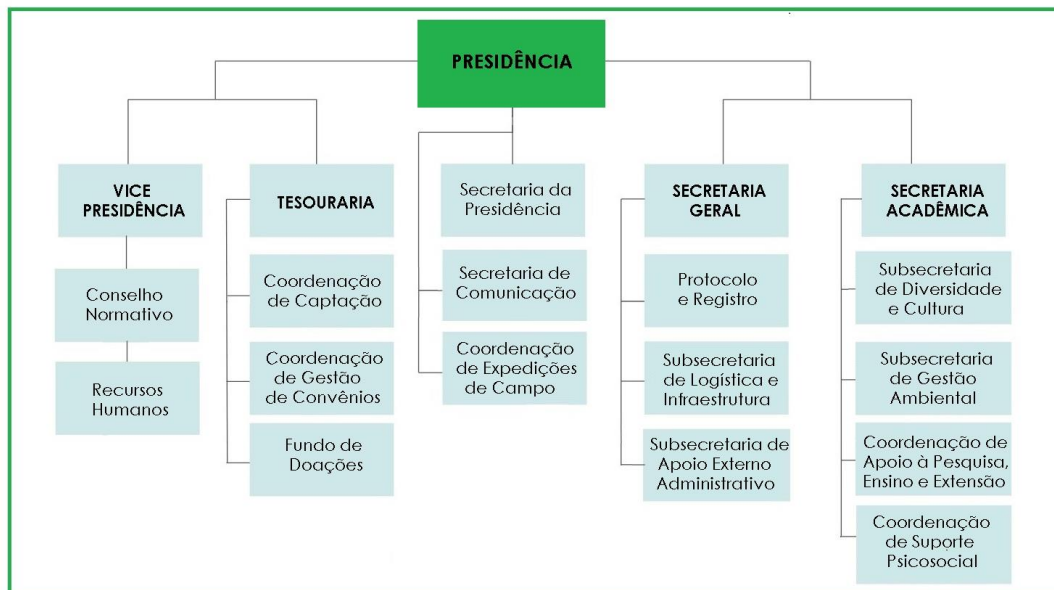 PRESIDÊNCIA
VICE
PRESIDÊNCIA
Conselho
Normativo
Recursos
Humanos
TESOURARIA
Coordenação
de Captação
Coordenação
de Gestão
de Convênios
Fundo de
Doações
Secretaria da
Presidência
Secretaria de
Comunicação
Coordenação
de Expedições
de Campo
SECRETARIA
GERAL
Protocolo
e Registro
Subsecretaria
de Logística e
Infraestrutura
Subsecretaria de
Apoio Externo
Administrativo
SECRETARIA
ACADÊMICA
Subsecretaria
de Diversidade
e Cultura
Subsecretaria
de Gestão
Ambiental
Coordenação de
Apoio à Pesquisa,
Ensino e Extensão
Coordenação
de Suporte
Psicosocial